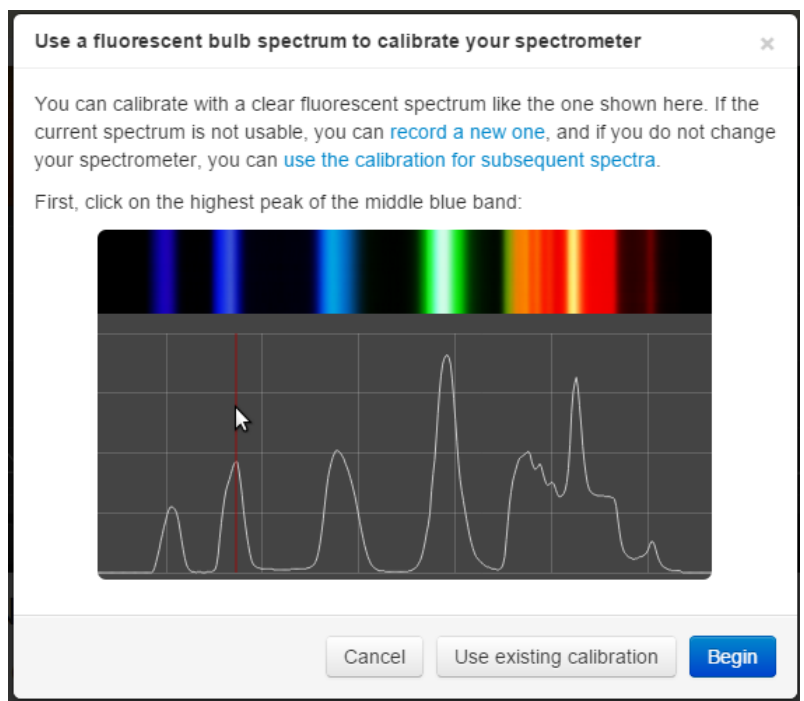 Use a fluorescent bulb spectrum to calibrate your spectrometer ×
You can calibrate with a clear fluorescent spectrum like the one shown here. If the
current spectrum is not usable, you can record a new one, and if you do not change
your spectrometer, you can use the calibration for subsequent spectra.
First, click on the highest peak of the middle blue band:
Cancel Use existing calibration Begin